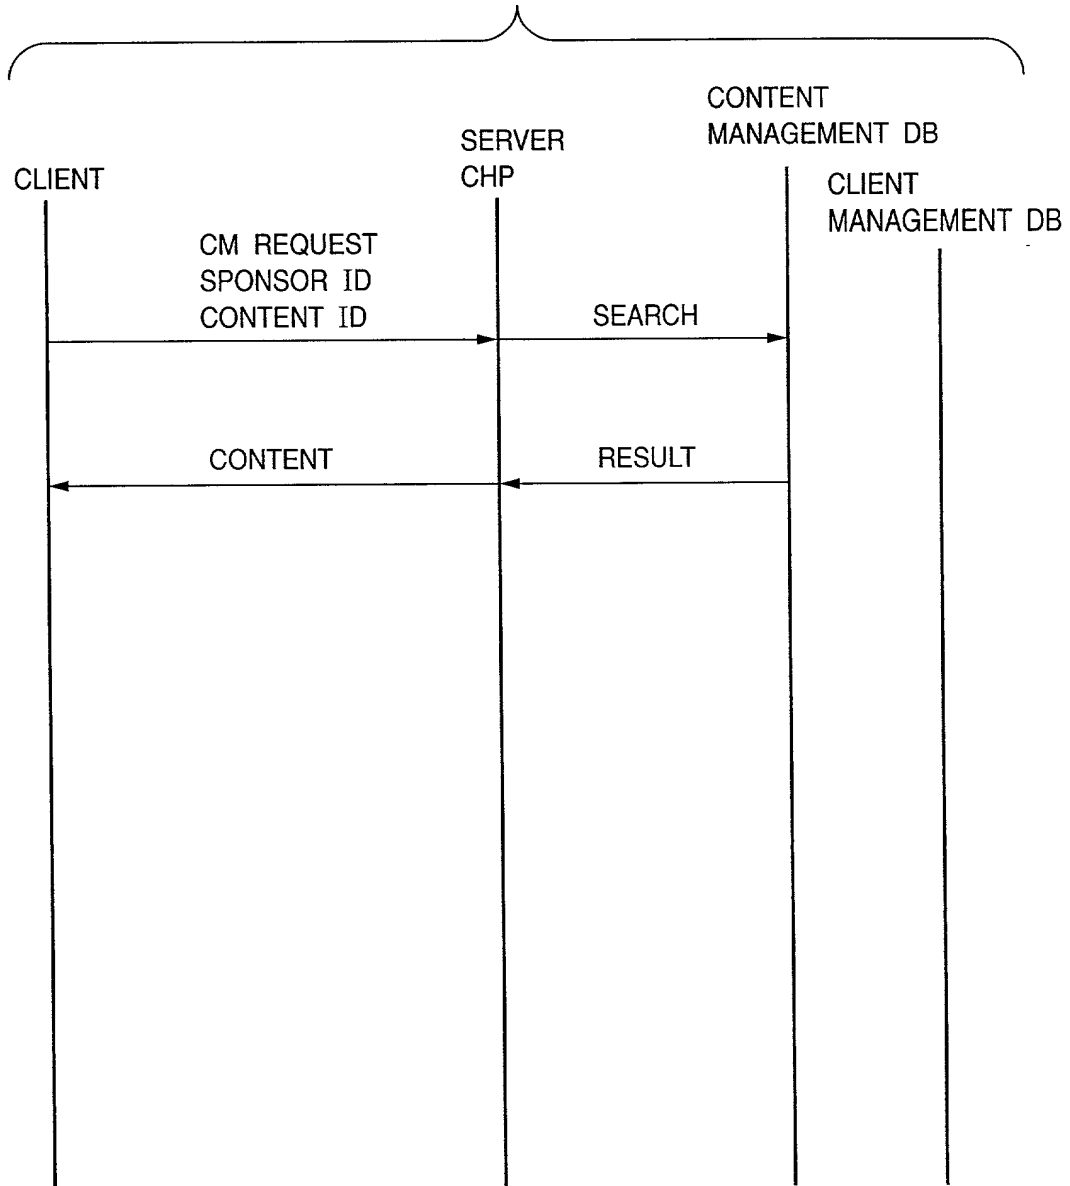 CONTENT
MANAGEMENT DB
SERVER
CHP
CLIENT
CLIENT
MANAGEMENT DB
CM REQUEST
SPONSOR ID
CONTENT ID
SEARCH
CONTENT
RESULT